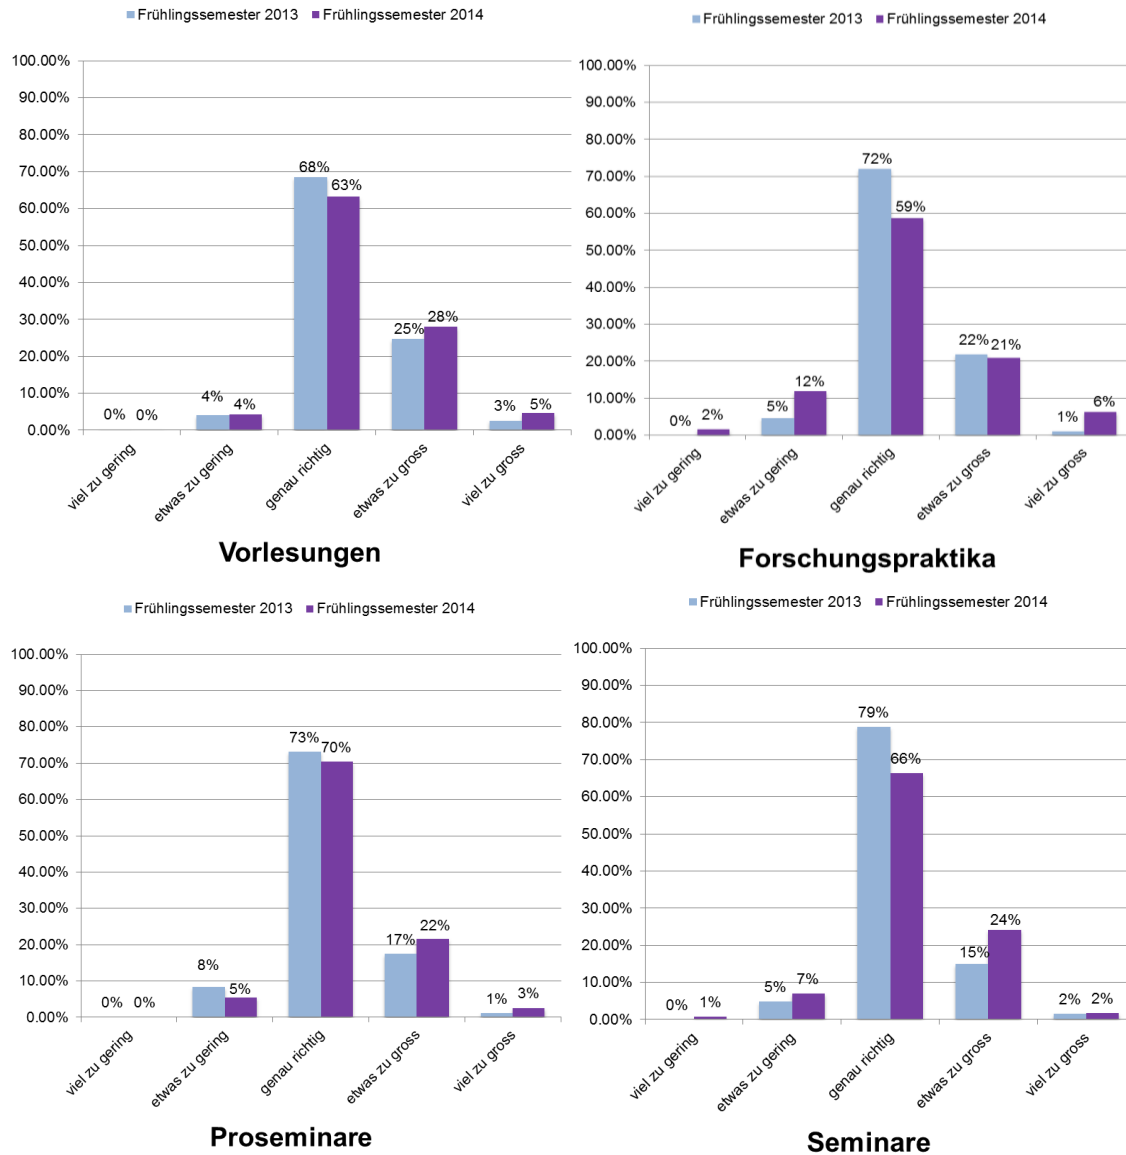 Frühlingssemester 2013 Frühlingssemester 2014
100.00%
90.00%
80.00%
70.00%
60.00%
50.00%
40.00%
30.00%
20.00%
10.00%
0.00%
0% 0% 4% 4% 68% 63% 25% 28% 3% 5%
viel zu gering etwas zu gering genau richtig etwas zu gross viel zu gross
Vorlesungen
Frühlingssemester 2013 Frühlingssemester 2014
100.00%
90.00%
80.00%
70.00%
60.00%
50.00%
40.00%
30.00%
20.00%
10.00%
0.00%
0% 2% 5% 12% 72% 59% 22% 21% 1% 6%
viel zu gering etwas zu gering genau richtig etwas zu gross viel zu gross
Forschungspraktika
Frühlingssemester 2013 Frühlingssemester 2014
100.00%
90.00%
80.00%
70.00%
60.00%
50.00%
40.00%
30.00%
20.00%
10.00%
0.00%
0% 0% 8% 5% 73% 70% 17% 22% 1% 3%
viel zu gering etwas zu gering genau richtig etwas zu gross viel zu gross
Proseminare
Frühlingssemester 2013 Frühlingssemester 2014
100.00%
90.00%
80.00%
70.00%
60.00%
50.00%
40.00%
30.00%
20.00%
10.00%
0.00%
0% 1% 5% 7% 79% 66% 15% 24% 2% 2%
viel zu gering etwas zu gering genau richtig etwas zu gross viel zu gross
Seminare